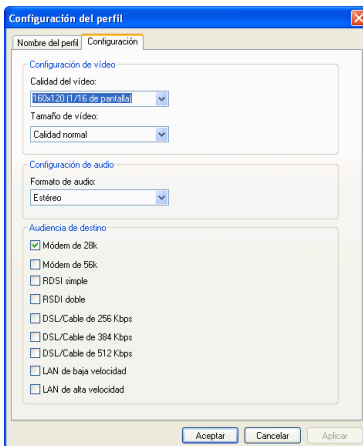 Configuración del perfil
Nombre del perfil
Configuración
Configuración de vídeo
Calidad del vídeo:
160x120 (1/16 de pantalla)
Tamaño de vídeo:
Calidad normal
Configuración de audio
Formato de audio:
Estéreo
Audiencia de destino
Módem de 28k
Módem de 56k
RDSI simple
RSDI doble
DSL/Cable de 256 Kbps
DSL/Cable de 384 Kbps
DSL/Cable de 512 Kbps
LAN de baja velocidad
LAN de alta velocidad
Aceptar
Cancelar
Aplicar